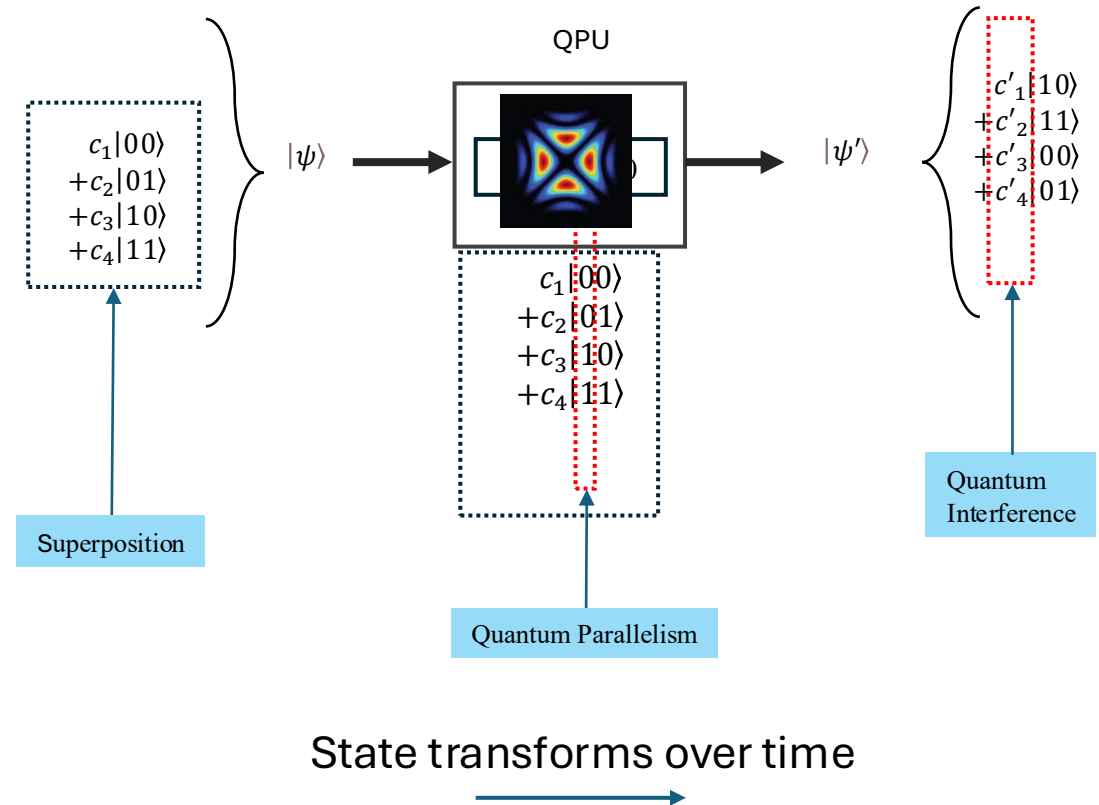 QPU
c₁|00⟩
+c₂|01⟩
+c₃|10⟩
+c₄|11⟩
|ψ⟩
|ψ′⟩
c′₁|10⟩
+c′₂|11⟩
+c′₃|00⟩
+c′₄|01⟩
c₁|00⟩
+c₂|01⟩
+c₃|10⟩
+c₄|11⟩
Superposition
Quantum Parallelism
Quantum
Interference
State transforms over time